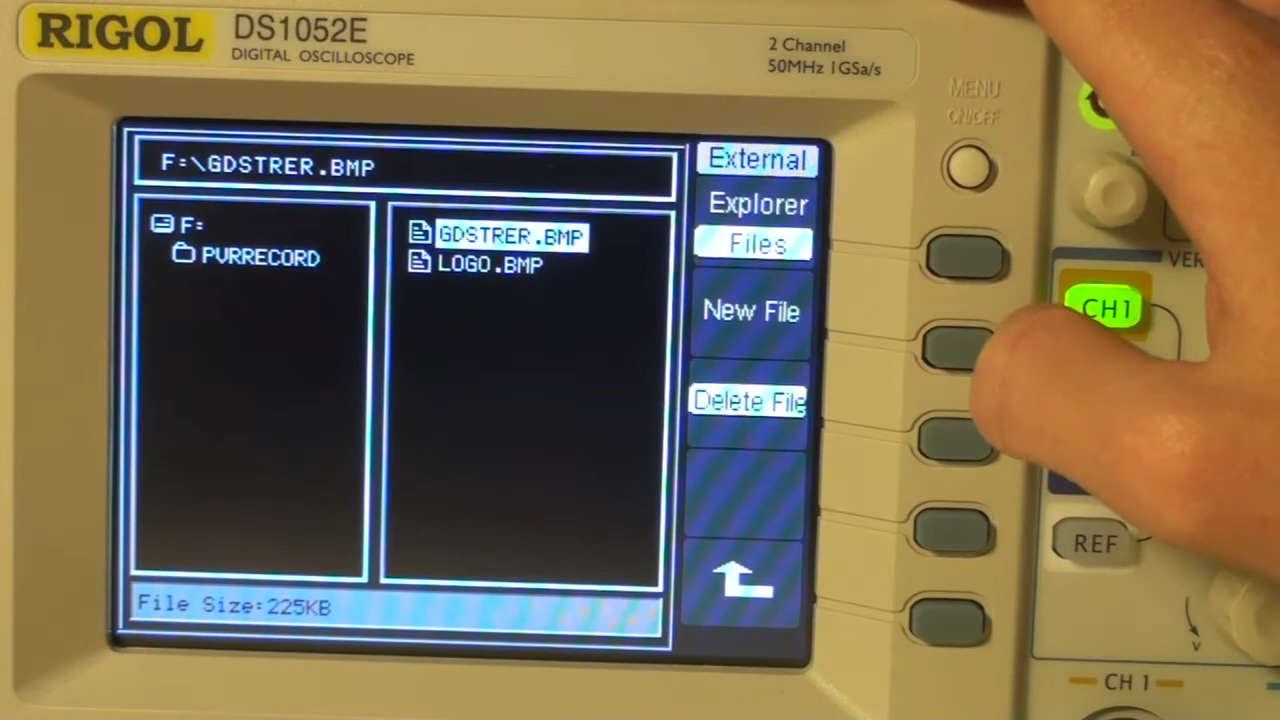 RIGOL DS1052E
DIGITAL OSCILLOSCOPE
2 Channel
50MHz 1GSa/s
MENU
ON/OFF
F:\GDSTRER.BMP
F:
PVRRECORD
GDSTRER.BMP
LOGO.BMP
File Size:225KB
External
Explorer
Files
New File
Delete File
CH1
REF
V
CH 1